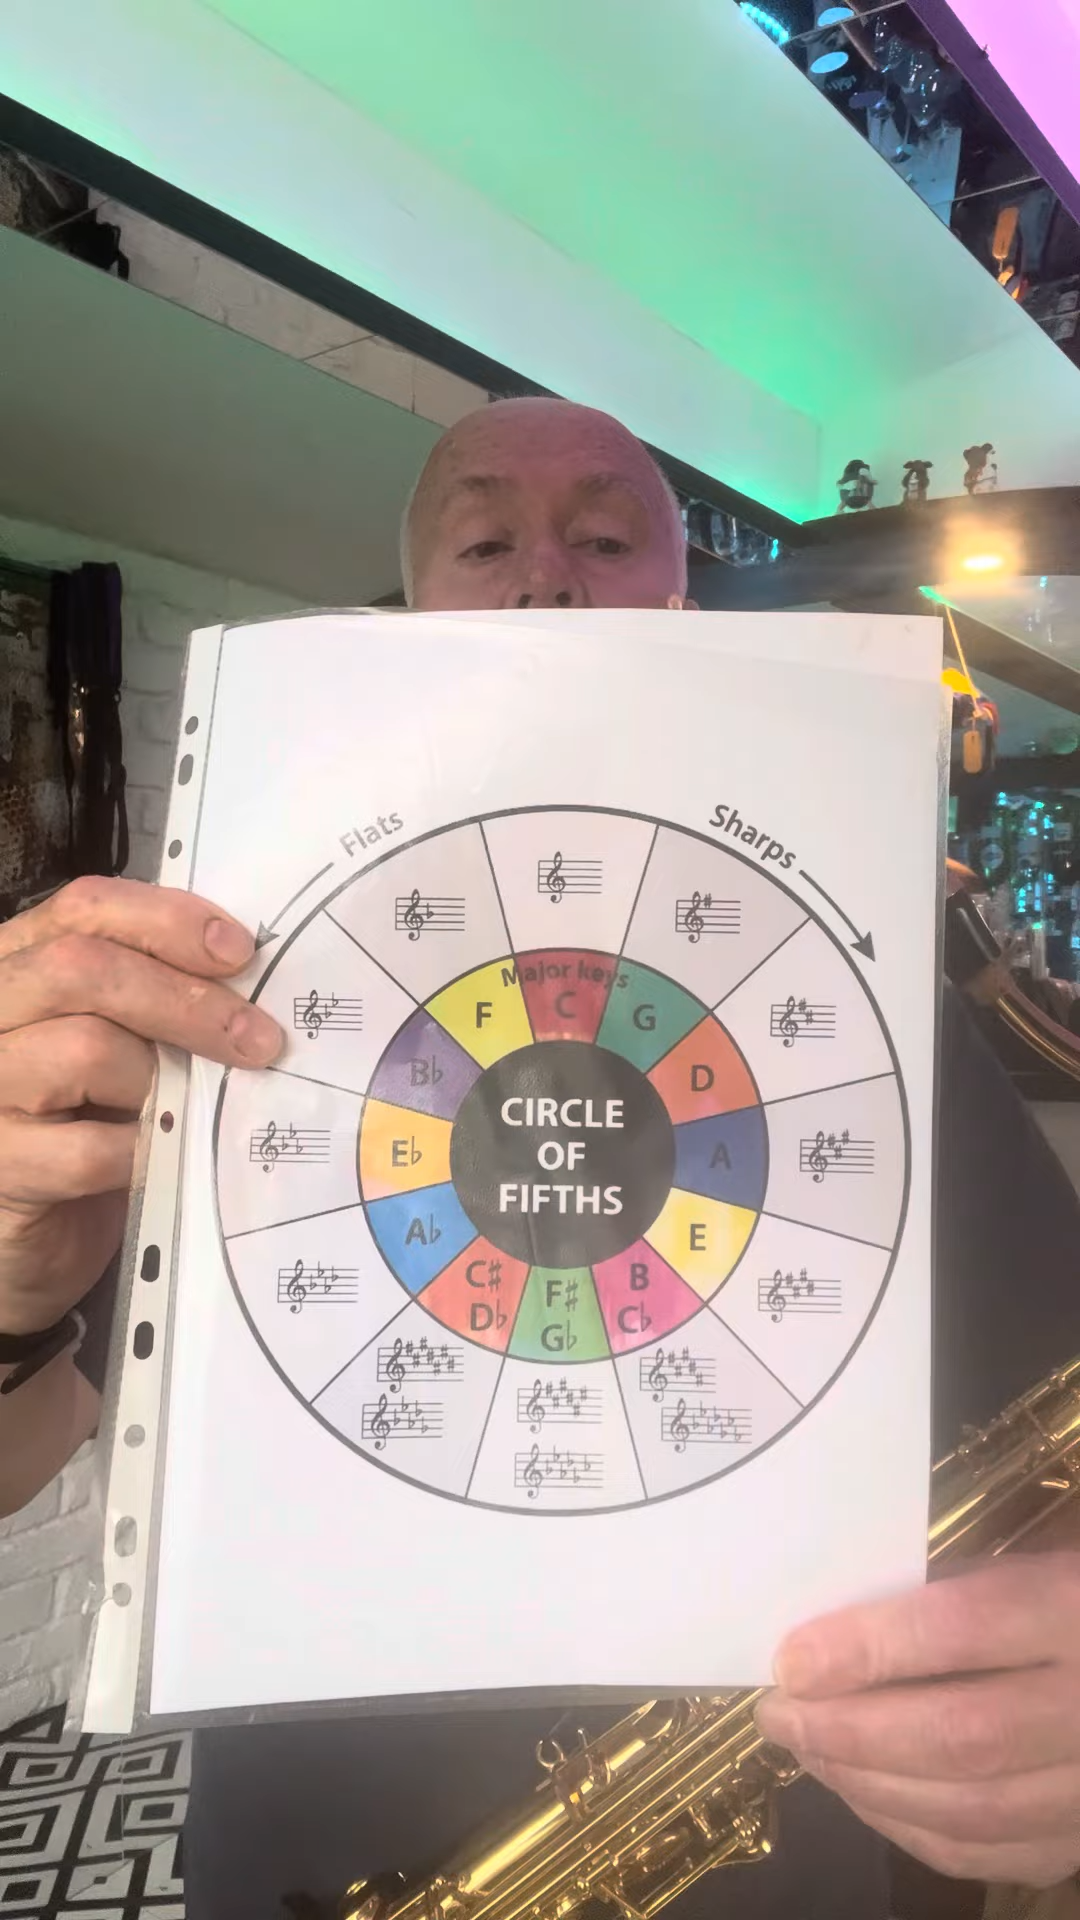 Flats
Sharps
Major keys
F
C
G
B♭
D
E♭
A
A♭
E
C♯
D♭
F♯
G♭
B
C♭
CIRCLE
OF
FIFTHS